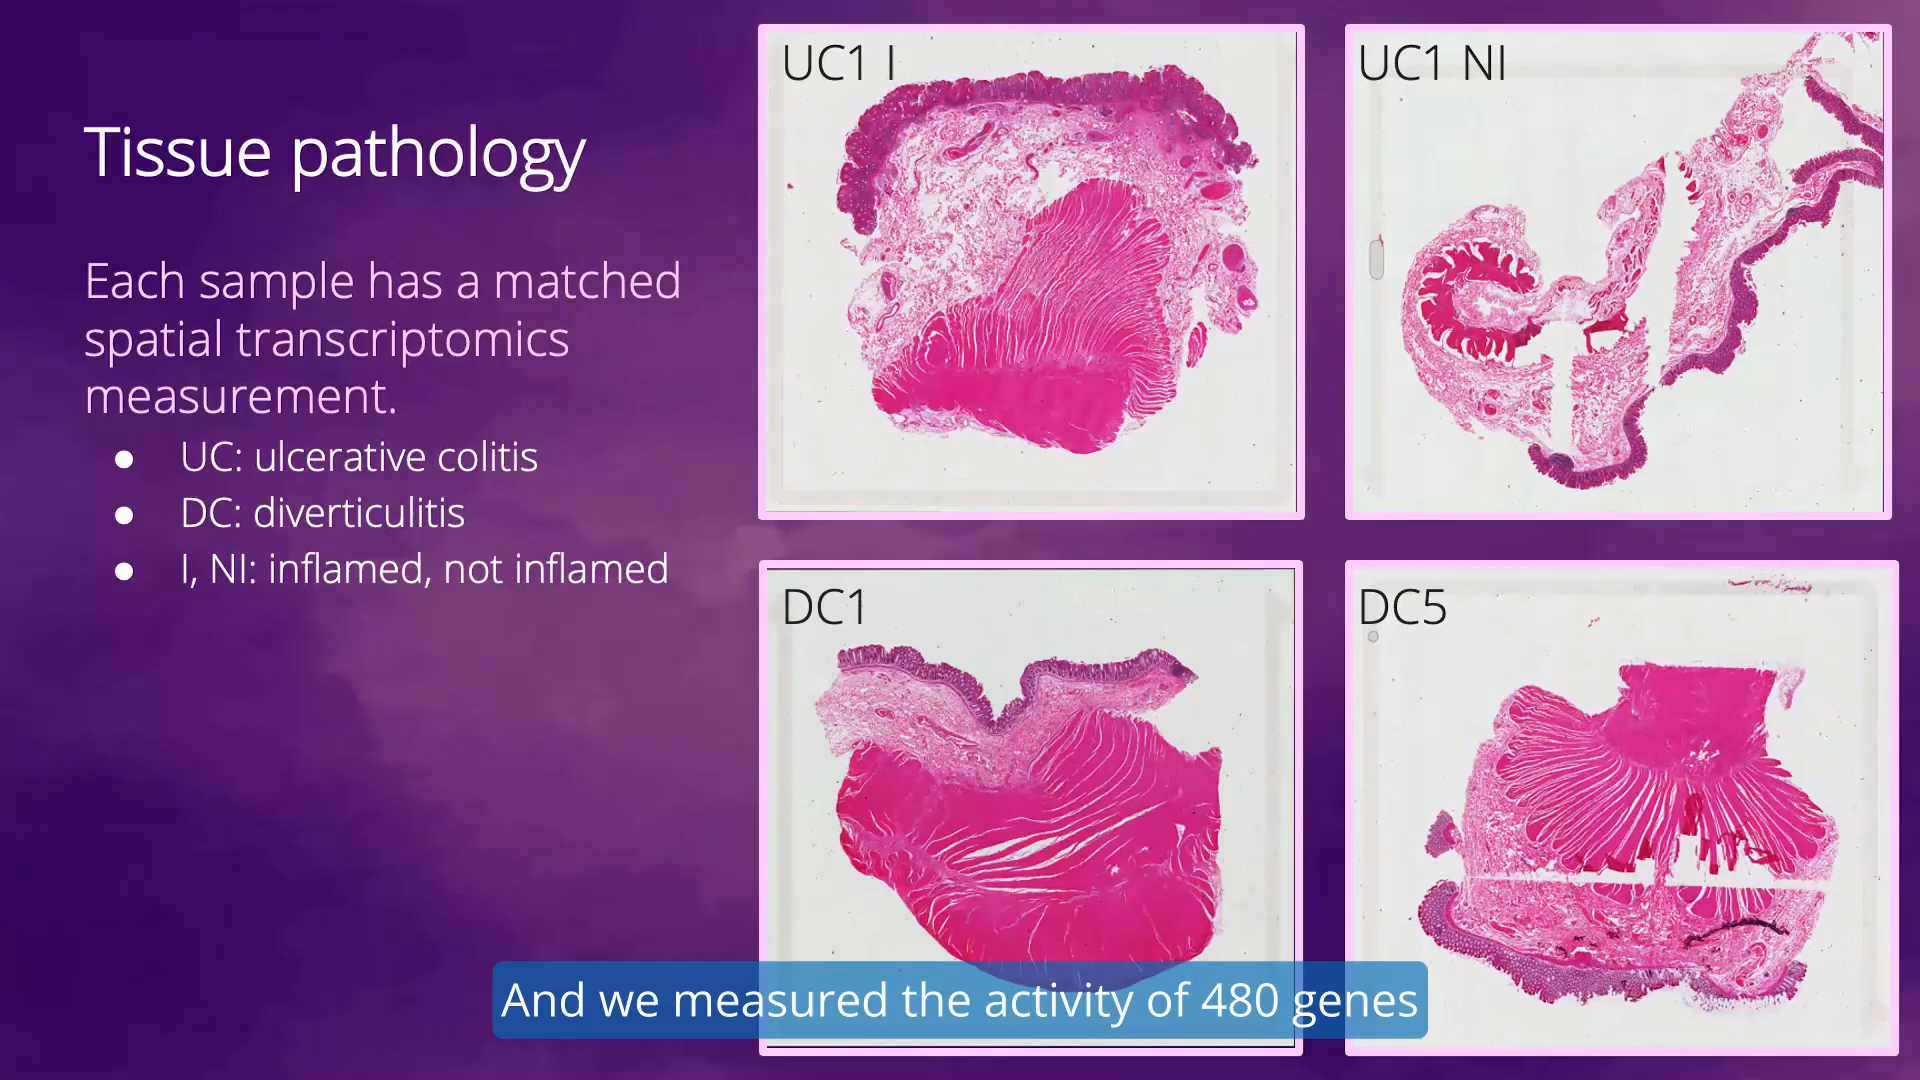 Tissue pathology
Each sample has a matched
spatial transcriptomics
measurement.
● UC: ulcerative colitis
● DC: diverticulitis
● I, NI: inflamed, not inflamed
UC1 I
UC1 NI
DC1
DC5
And we measured the activity of 480 genes